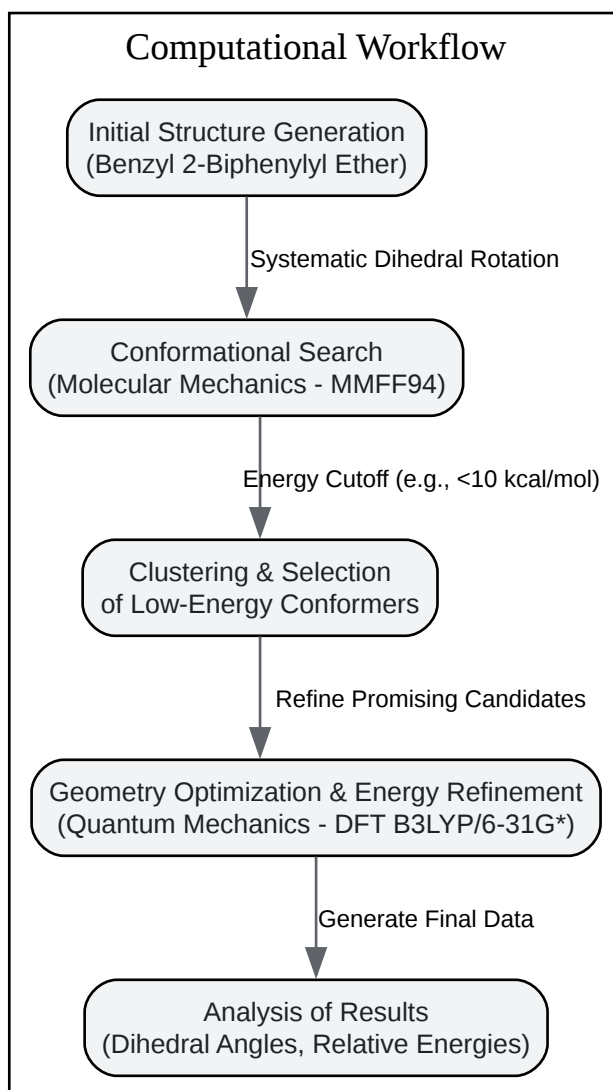 Computational Workflow
Initial Structure Generation
(Benzyl 2-Biphenylyl Ether)
Systematic Dihedral Rotation
Conformational Search
(Molecular Mechanics - MMFF94)
Energy Cutoff (e.g., <10 kcal/mol)
Clustering & Selection
of Low-Energy Conformers
Refine Promising Candidates
Geometry Optimization & Energy Refinement
(Quantum Mechanics - DFT B3LYP/6-31G*)
Generate Final Data
Analysis of Results
(Dihedral Angles, Relative Energies)